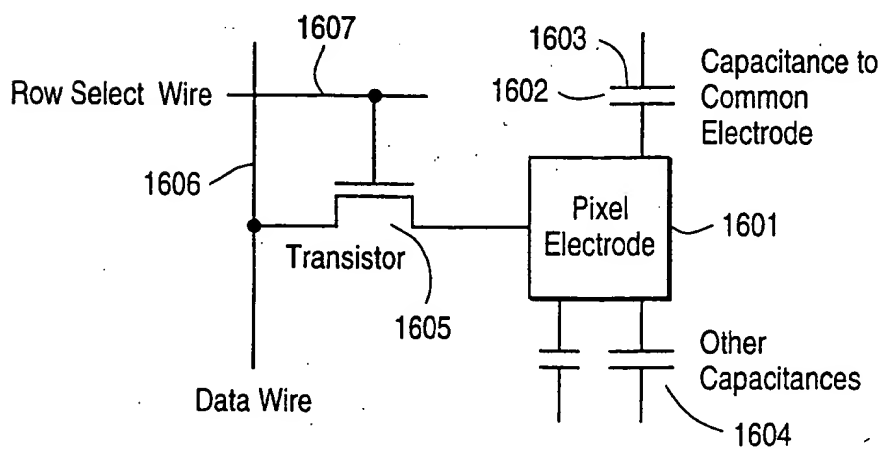 1607
Row Select Wire
1606
Transistor
1605
Data Wire
1603
1602
Capacitance to
Common
Electrode
Pixel
Electrode
1601
Other
Capacitances
1604